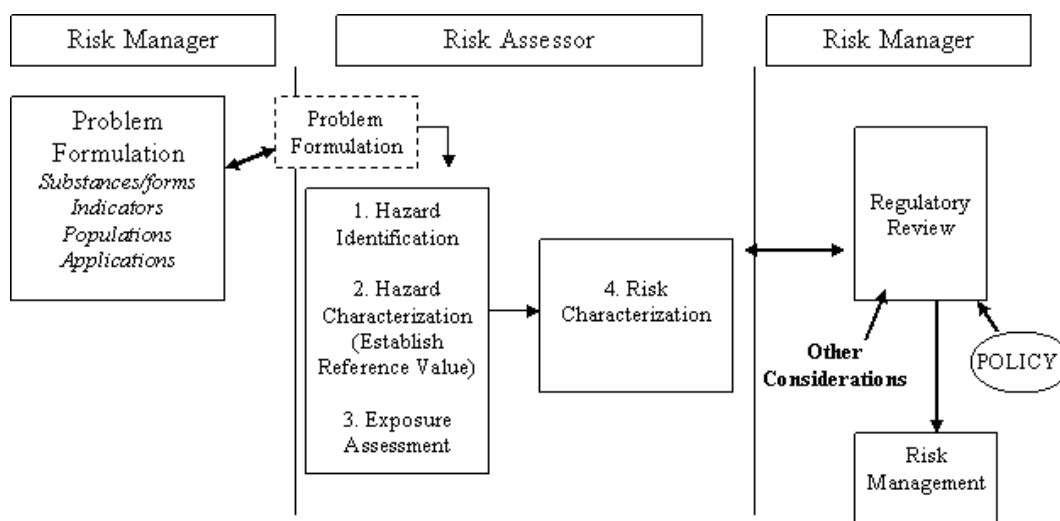 Risk Manager
Risk Assessor
Risk Manager
Problem
Formulation
Substances/forms
Indicators
Populations
Applications
Problem
Formulation
1. Hazard
Identification
2. Hazard
Characterization
(Establish
Reference Value)
3. Exposure
Assessment
4. Risk
Characterization
Regulatory
Review
Other
Considerations
POLICY
Risk
Management